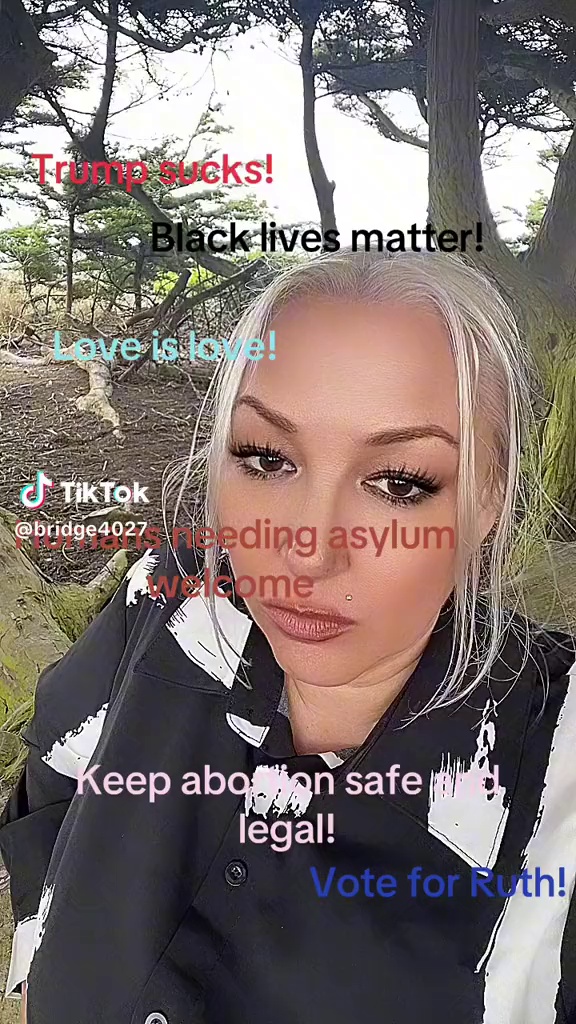 Trump sucks!
Black lives matter!
Love is love!
TikTok
@bridge4027
Humans needing asylum
welcome
Keep abortion safe and
legal!
Vote for Ruth!